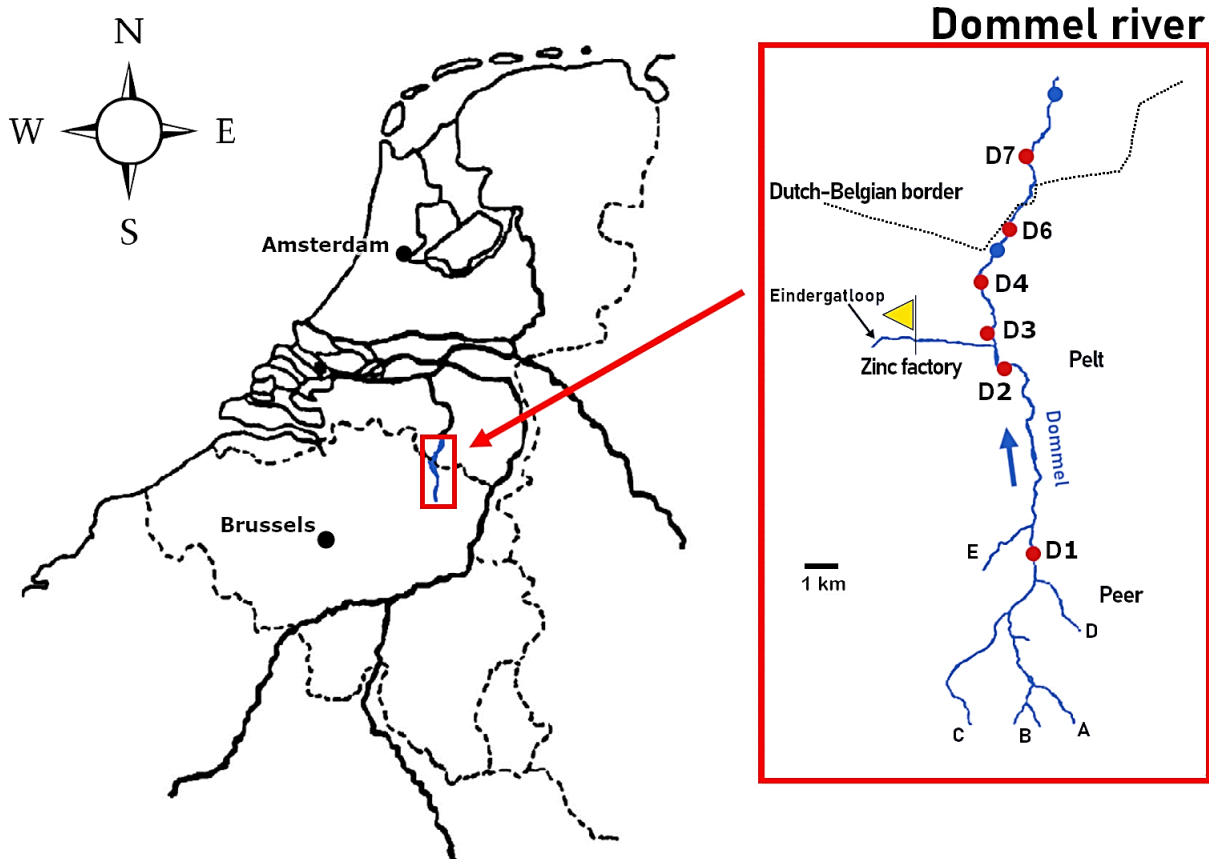 Dommel river
N
W
E
S
Amsterdam
Brussels
D7
Dutch-Belgian border
D6
D4
Eindergatloop
D3
Zinc factory
Pelt
D2
Dommel
E
D1
1 km
Peer
D
C
B
A